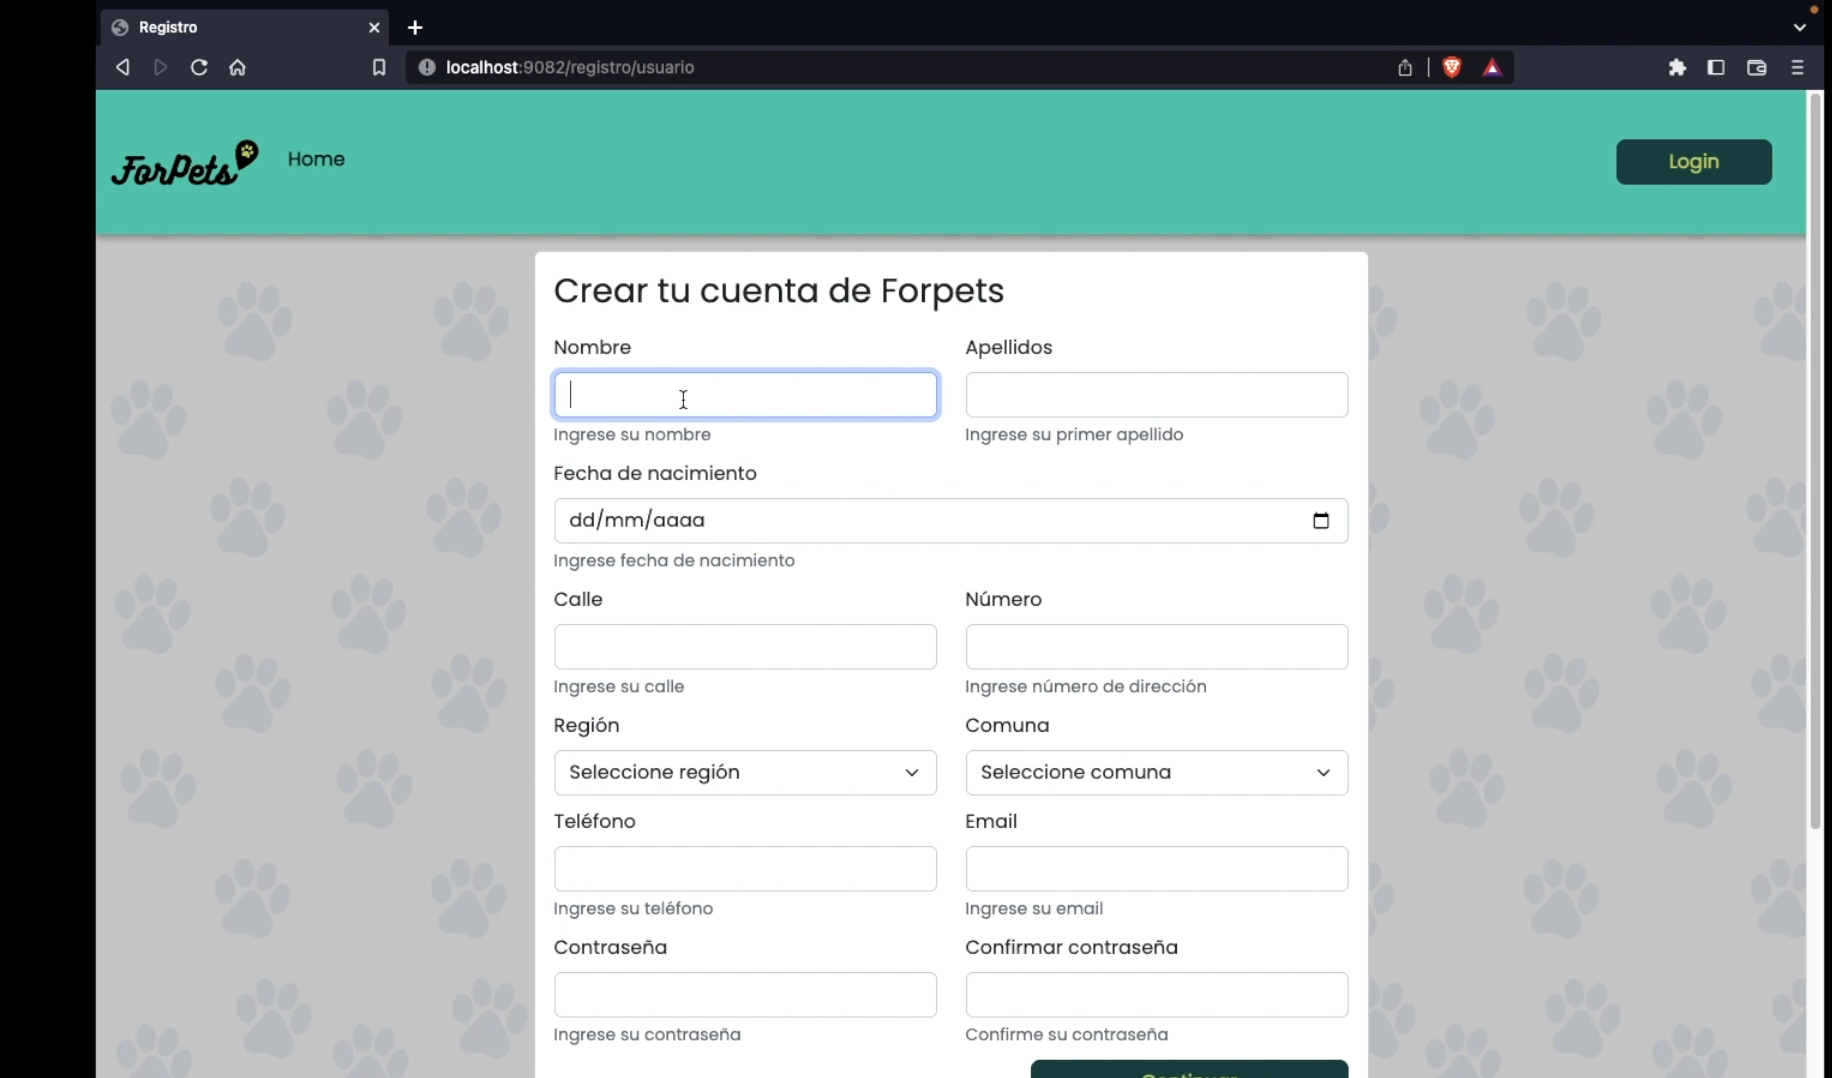 Registro
localhost:9082/registro/usuario
ForPets
Home
Login
Crear tu cuenta de Forpets
Nombre
Apellidos
Ingrese su nombre
Ingrese su primer apellido
Fecha de nacimiento
dd/mm/aaaa
Ingrese fecha de nacimiento
Calle
Número
Ingrese su calle
Ingrese número de dirección
Región
Comuna
Seleccione región
Seleccione comuna
Teléfono
Email
Ingrese su teléfono
Ingrese su email
Contraseña
Confirmar contraseña
Ingrese su contraseña
Confirme su contraseña
Continuar